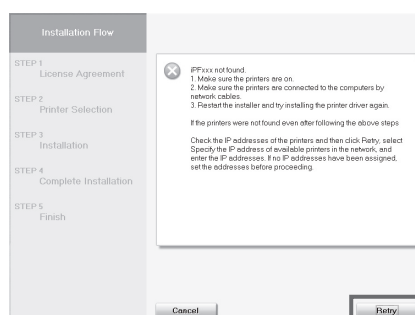 Installation Flow
STEP 1
License Agreement
STEP 2
Printer Selection
STEP 3
Installation
STEP 4
Complete Installation
STEP 5
Finish
iPFxxx not found.
1. Make sure the printers are on.
2. Make sure the printers are connected to the computers by
network cables.
3. Restart the installer and try installing the printer driver again.
If the printers were not found even after following the above steps
Check the IP addresses of the printers and then click Retry, select
Specify the IP address of available printers in the network, and
enter the IP addresses. If no IP addresses have been assigned,
set the addresses before proceeding.
Cancel
Retry